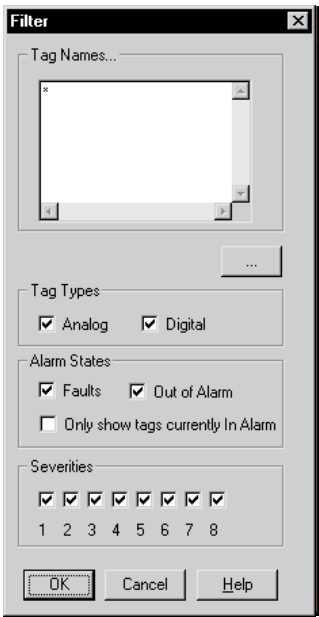 Filter
Tag Names...
*
...
Tag Types
Analog Digital
Alarm States
Faults Out of Alarm
Only show tags currently In Alarm
Severities
1 2 3 4 5 6 7 8
OK Cancel Help